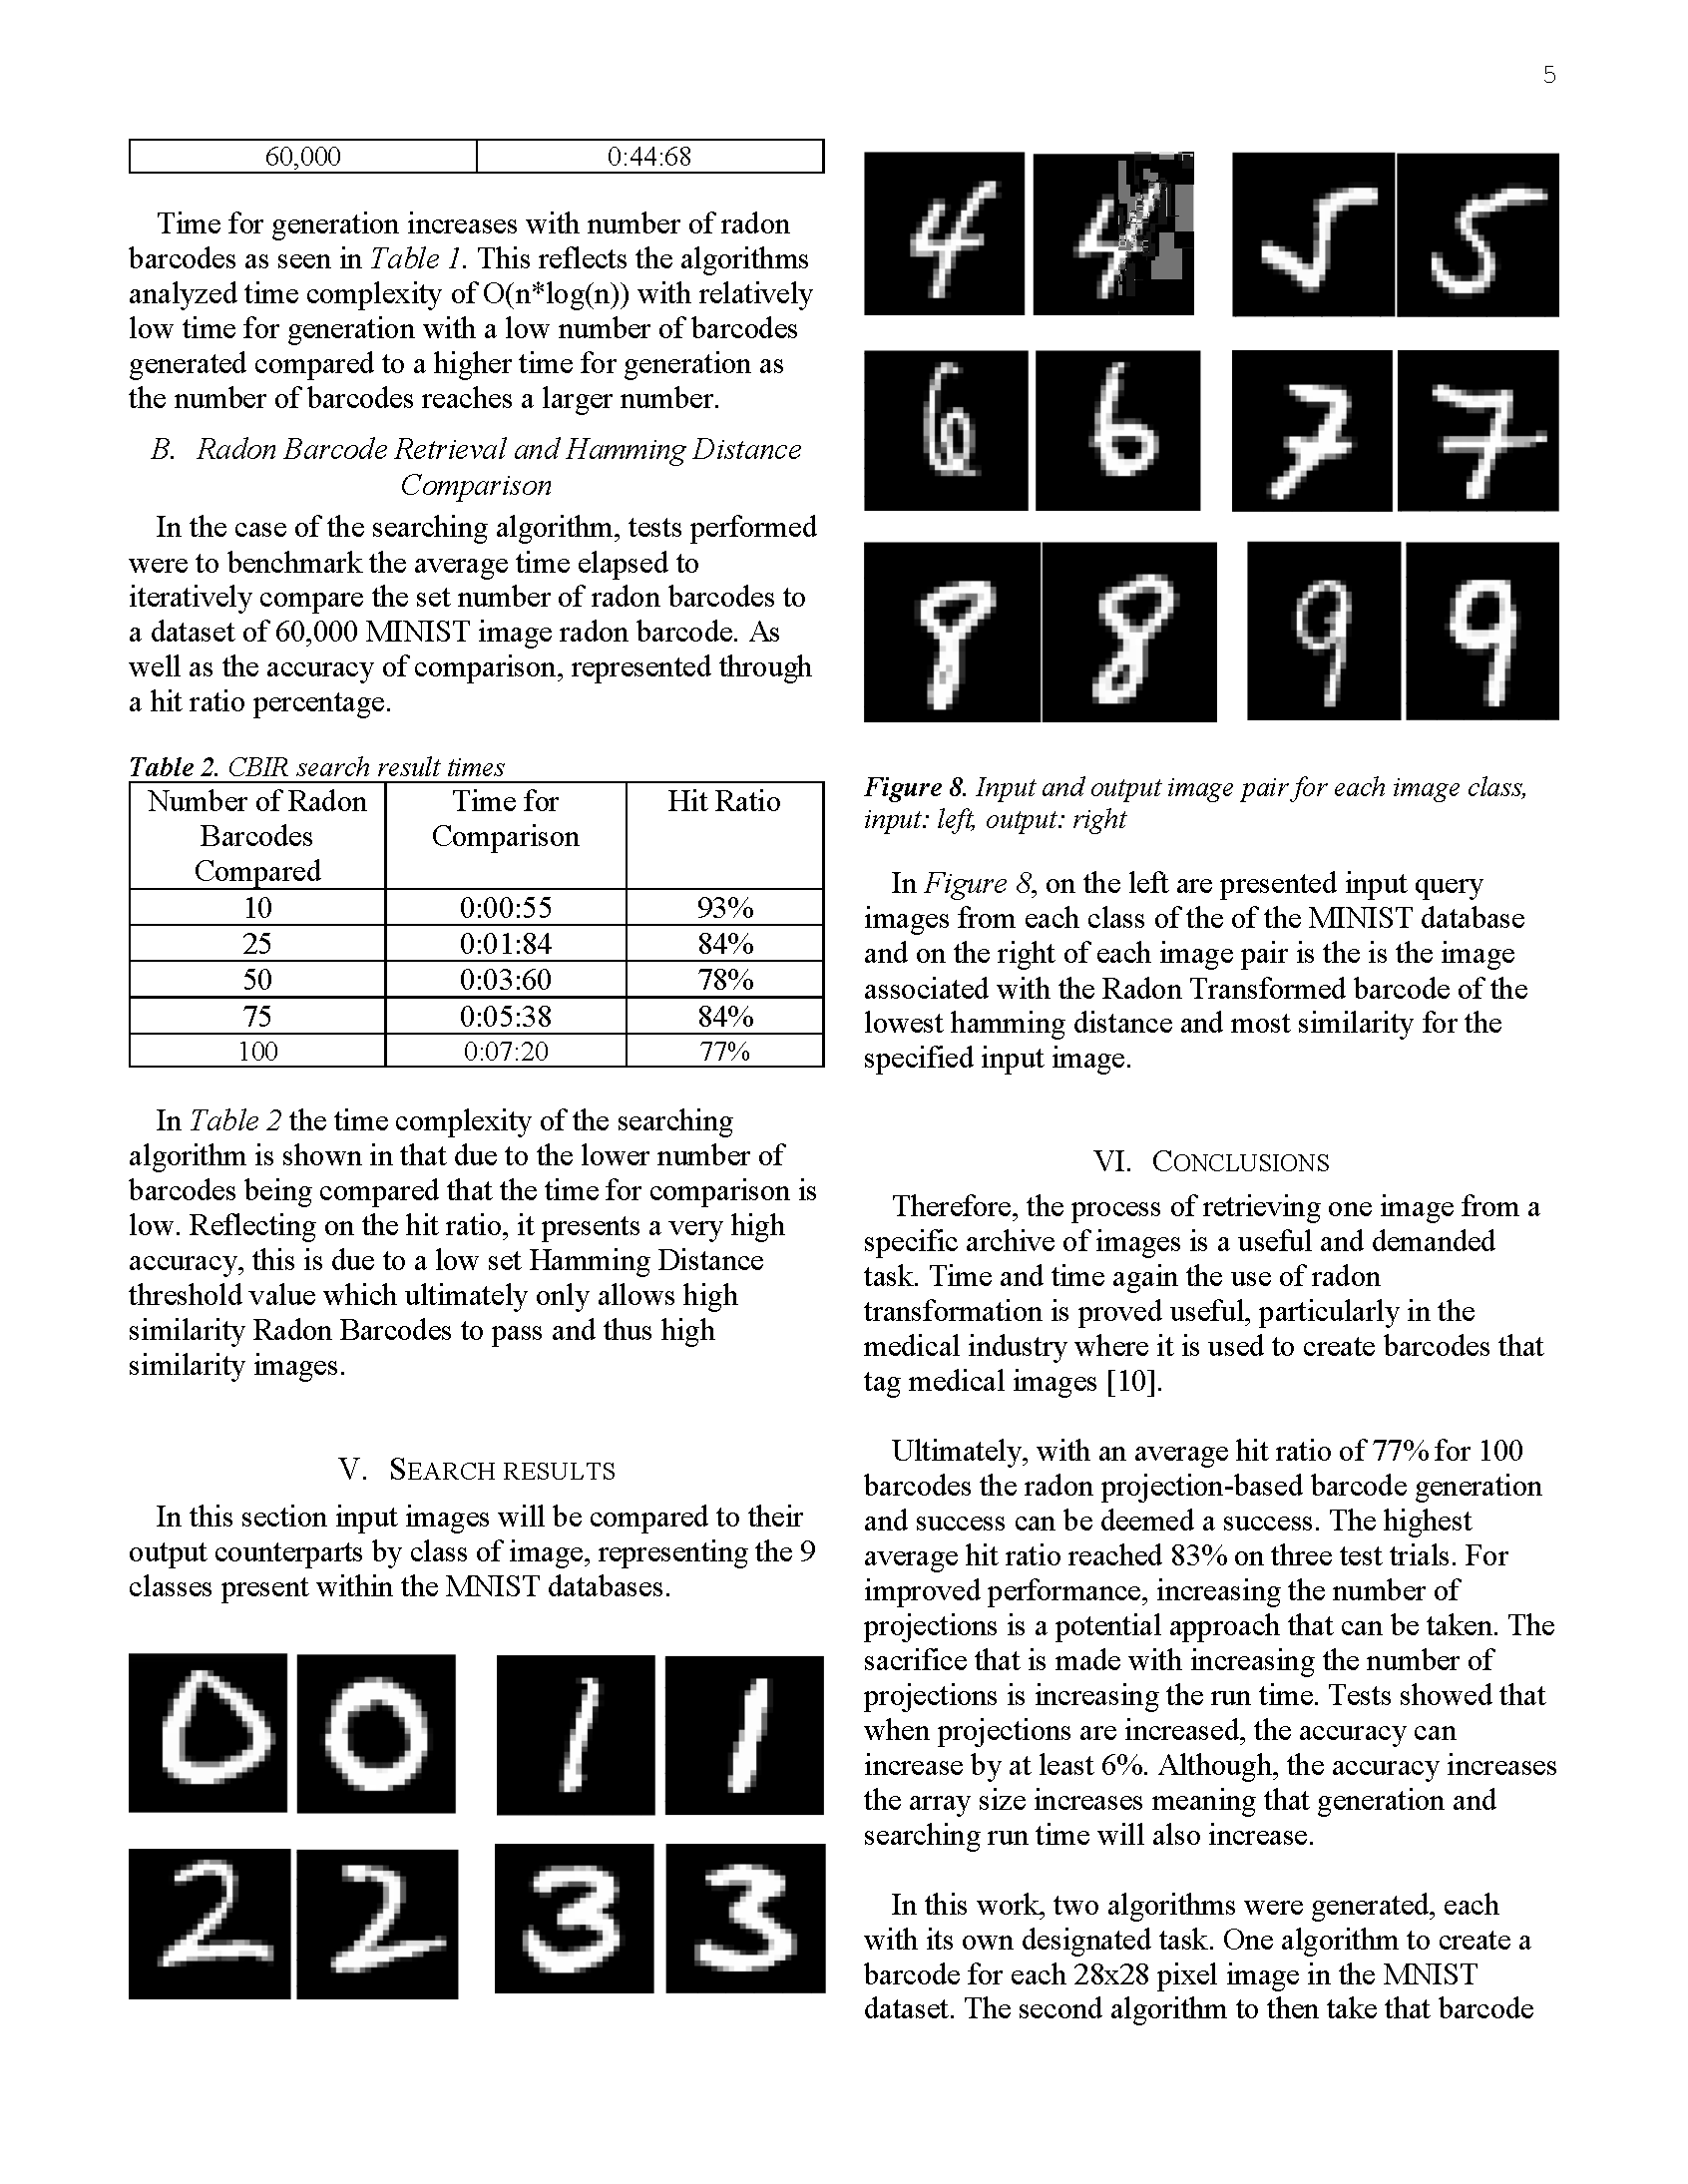 5
60,000 0:44:68
Time for generation increases with number of radon
barcodes as seen in Table 1. This reflects the algorithms
analyzed time complexity of O(n*log(n)) with relatively
low time for generation with a low number of barcodes
generated compared to a higher time for generation as
the number of barcodes reaches a larger number.
B. Radon Barcode Retrieval and Hamming Distance
Comparison
In the case of the searching algorithm, tests performed
were to benchmark the average time elapsed to
iteratively compare the set number of radon barcodes to
a dataset of 60,000 MINIST image radon barcode. As
well as the accuracy of comparison, represented through
a hit ratio percentage.
Table 2. CBIR search result times
Number of Radon Time for Hit Ratio
Barcodes Comparison
Compared
10 0:00:55 93%
25 0:01:84 84%
50 0:03:60 78%
75 0:05:38 84%
100 0:07:20 77%
In Table 2 the time complexity of the searching
algorithm is shown in that due to the lower number of
barcodes being compared that the time for comparison is
low. Reflecting on the hit ratio, it presents a very high
accuracy, this is due to a low set Hamming Distance
threshold value which ultimately only allows high
similarity Radon Barcodes to pass and thus high
similarity images.
V. SEARCH RESULTS
In this section input images will be compared to their
output counterparts by class of image, representing the 9
classes present within the MNIST databases.
0 0 1 1
2 2 3 3
4 4 5 5
6 6 7 7
8 8 9 9
Figure 8. Input and output image pair for each image class,
input: left, output: right
In Figure 8, on the left are presented input query
images from each class of the of the MINIST database
and on the right of each image pair is the is the image
associated with the Radon Transformed barcode of the
lowest hamming distance and most similarity for the
specified input image.
VI. CONCLUSIONS
Therefore, the process of retrieving one image from a
specific archive of images is a useful and demanded
task. Time and time again the use of radon
transformation is proved useful, particularly in the
medical industry where it is used to create barcodes that
tag medical images [10].
Ultimately, with an average hit ratio of 77% for 100
barcodes the radon projection-based barcode generation
and success can be deemed a success. The highest
average hit ratio reached 83% on three test trials. For
improved performance, increasing the number of
projections is a potential approach that can be taken. The
sacrifice that is made with increasing the number of
projections is increasing the run time. Tests showed that
when projections are increased, the accuracy can
increase by at least 6%. Although, the accuracy increases
the array size increases meaning that generation and
searching run time will also increase.
In this work, two algorithms were generated, each
with its own designated task. One algorithm to create a
barcode for each 28x28 pixel image in the MNIST
dataset. The second algorithm to then take that barcode